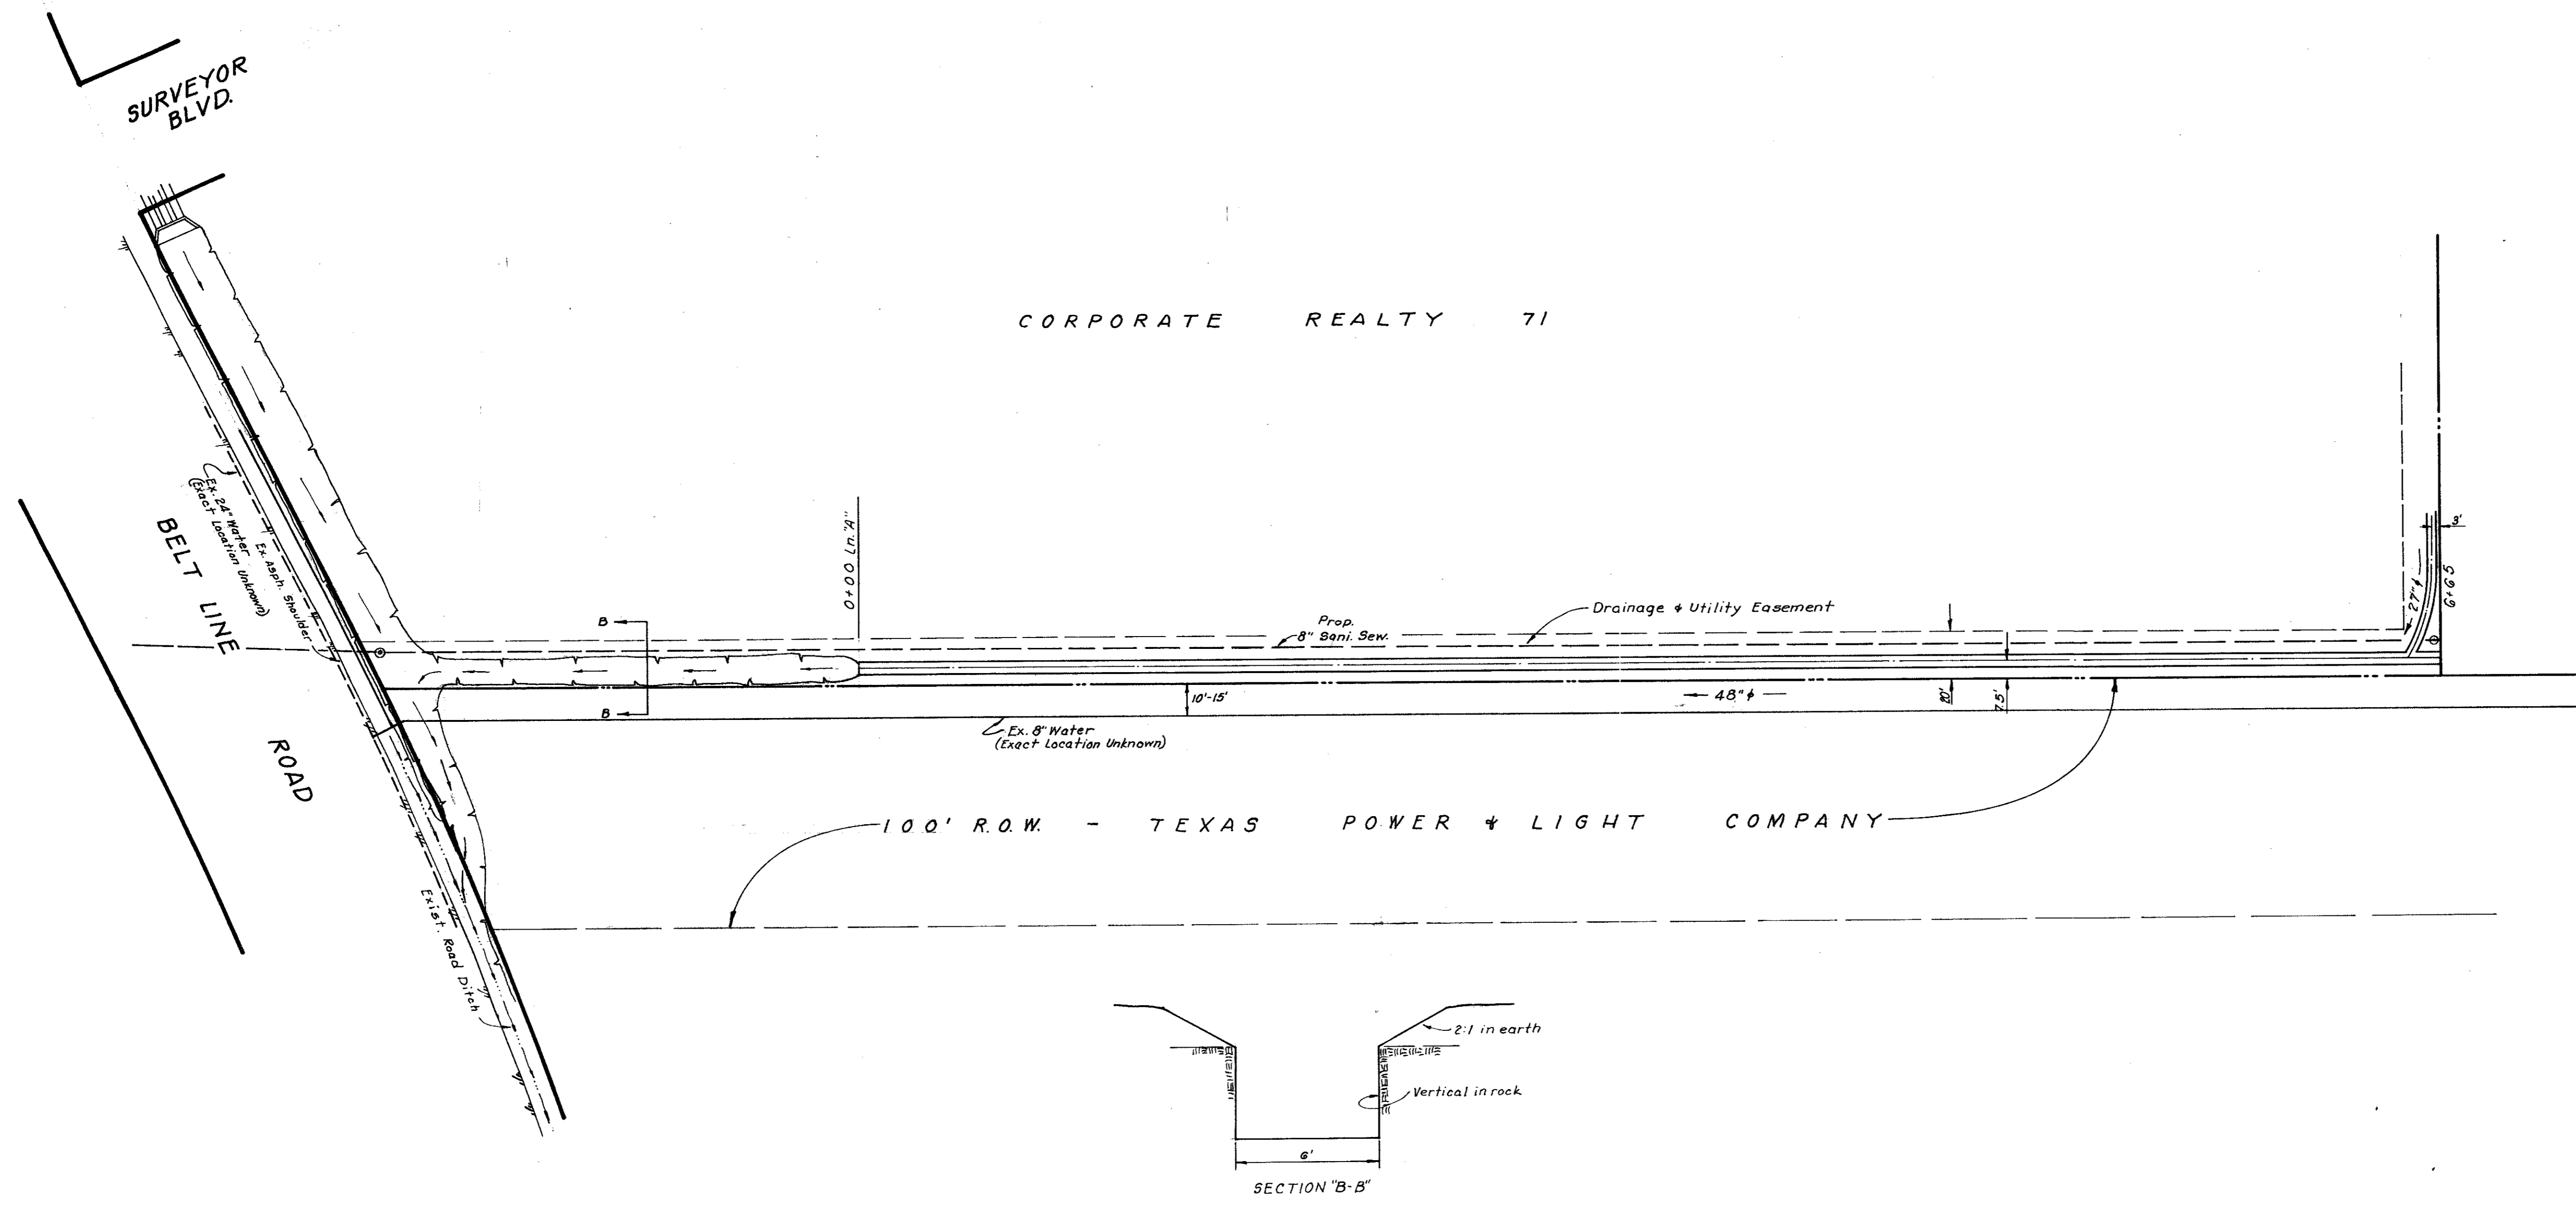 SURVEYOR
BLVD.
CORPORATE REALTY 71
Ex. 24" Water
(Exact Location Unknown)
Ex. Asph. Shoulder
BELT LINE
ROAD
0+00 Ln. "A"
3'
27" ϕ
6+65
B
Prop.
8" Sani. Sew.
Drainage & Utility Easement
B
10'-15'
48" ϕ
20'
7.5'
Ex. 8" Water
(Exact Location Unknown)
100' R.O.W. - TEXAS POWER & LIGHT COMPANY
Exist. Road Ditch
2:1 in earth
Vertical in rock
6'
SECTION "B-B"